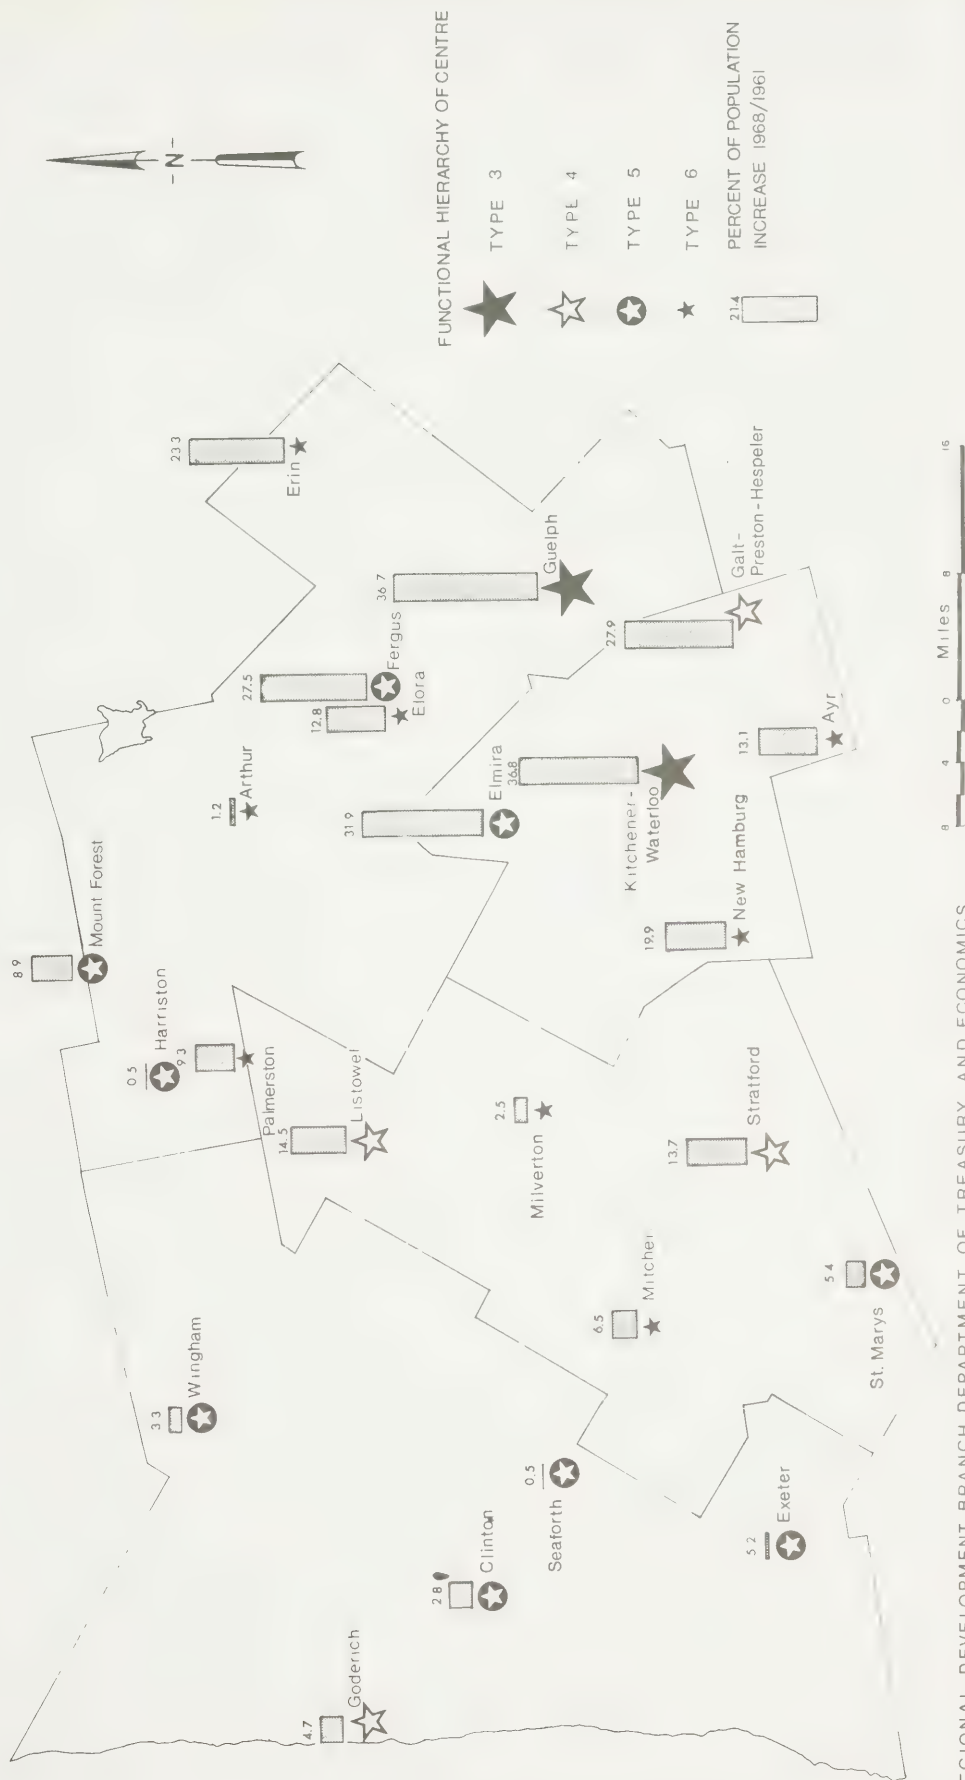 - N -
FUNCTIONAL HIERARCHY OF CENTRE
TYPE 3
TYPE 4
TYPE 5
TYPE 6
21.4
PERCENT OF POPULATION
INCREASE 1968/1961
8 9
Mount Forest
0 5
Harriston
9 3
Palmerston
14.5
Listowel
3 3
Wingham
1.2
Arthur
23 3
Erin
27.5
Fergus
12.8
Elora
36 7
Guelph
31 9
Elmira
36.8
Kitchener-
Waterloo
27.9
Galt-
Preston-Hespeler
13.1
Ayr
19.9
New Hamburg
2.5
Milverton
13.7
Stratford
6.5
Mitchel
5 4
St. Marys
0.5
Seaforth
2 8
Clinton
5 2
Exeter
4.7
Goderich
8 4 0 8 16
Miles
REGIONAL DEVELOPMENT BRANCH DEPARTMENT OF TREASURY AND ECONOMICS